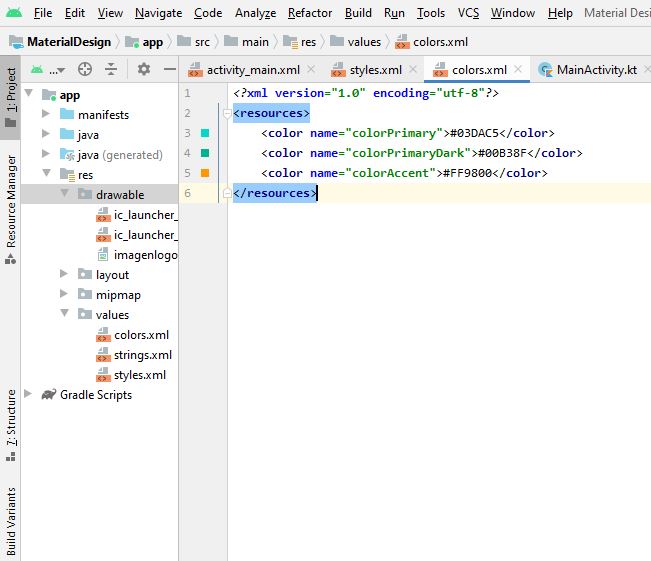 File Edit View Navigate Code Analyze Refactor Build Run Tools VCS Window Help Material Desi
MaterialDesign app src main res values colors.xml
...
activity_main.xml styles.xml colors.xml MainActivity.kt
1: Project
Resource Manager
Z: Structure
Build Variants
app
manifests
java
java (generated)
res
drawable
ic_launcher_
ic_launcher_
imagenlogo
layout
mipmap
values
colors.xml
strings.xml
styles.xml
Gradle Scripts
1 <?xml version="1.0" encoding="utf-8"?>
2 <resources>
3 <color name="colorPrimary">#03DAC5</color>
4 <color name="colorPrimaryDark">#00B38F</color>
5 <color name="colorAccent">#FF9800</color>
6 </resources>